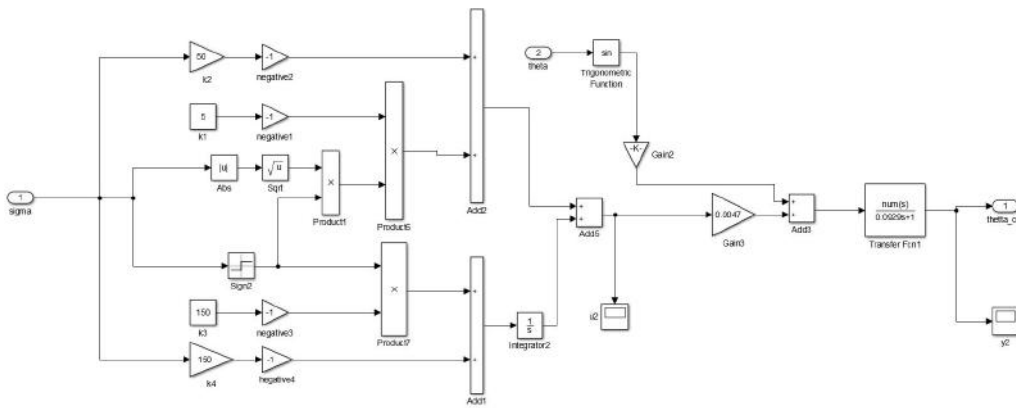 50
k2
-1
negative2
5
k1
-1
negative1
|u|
Abs
√u
Sqrt
×
Product1
×
Product6
1
sigma
Sign2
150
k3
-1
negative3
×
Product7
150
k4
-1
negative4
+
+
Add2
+
+
Add1
1
s
Integrator2
2
theta
sin
Trigonometric
Function
-K-
Gain2
+
+
Add5
u2
0.0047
Gain3
+
+
Add3
num(s)
0.0929s+1
Transfer Fcn1
1
y2